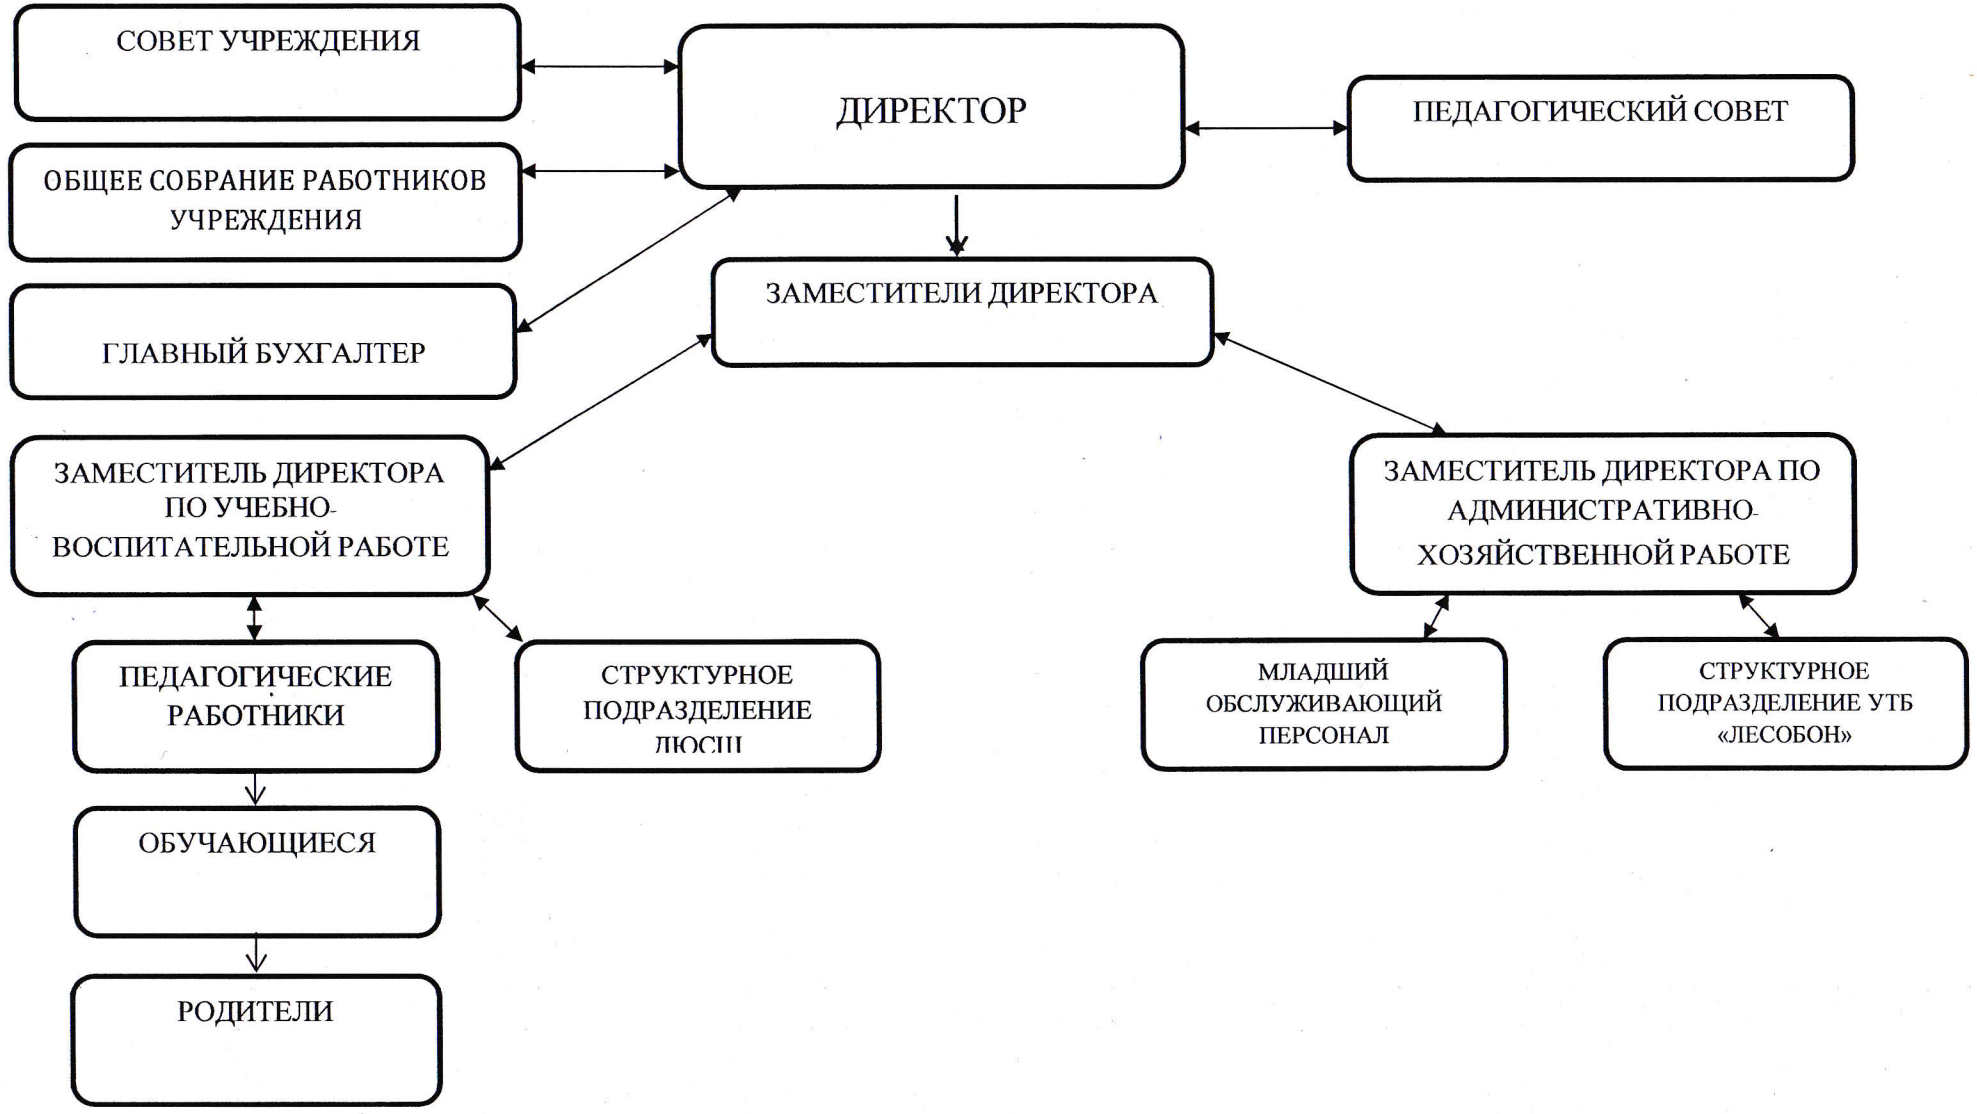 СОВЕТ УЧРЕЖДЕНИЯ
ДИРЕКТОР
ПЕДАГОГИЧЕСКИЙ СОВЕТ
ОБЩЕЕ СОБРАНИЕ РАБОТНИКОВ
УЧРЕЖДЕНИЯ
ГЛАВНЫЙ БУХГАЛТЕР
ЗАМЕСТИТЕЛИ ДИРЕКТОРА
ЗАМЕСТИТЕЛЬ ДИРЕКТОРА
ПО УЧЕБНО-
ВОСПИТАТЕЛЬНОЙ РАБОТЕ
ЗАМЕСТИТЕЛЬ ДИРЕКТОРА ПО
АДМИНИСТРАТИВНО-
ХОЗЯЙСТВЕННОЙ РАБОТЕ
ПЕДАГОГИЧЕСКИЕ
РАБОТНИКИ
СТРУКТУРНОЕ
ПОДРАЗДЕЛЕНИЕ
ДЮСШ
МЛАДШИЙ
ОБСЛУЖИВАЮЩИЙ
ПЕРСОНАЛ
СТРУКТУРНОЕ
ПОДРАЗДЕЛЕНИЕ УТБ
«ЛЕСОБОН»
ОБУЧАЮЩИЕСЯ
РОДИТЕЛИ